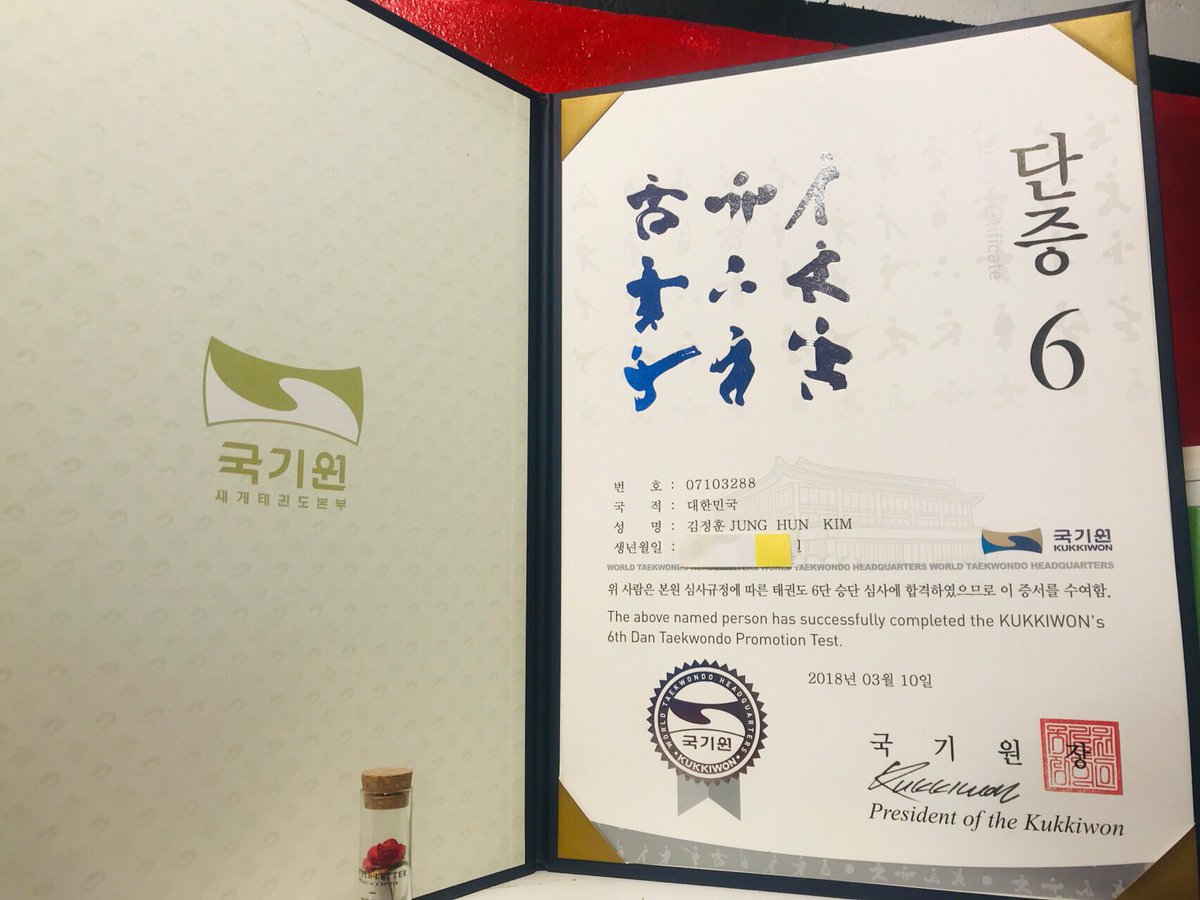 국기원
세계태권도본부
단증 6
번 호 : 07103288
국 적 : 대한민국
성 명 : 김정훈 JUNG HUN KIM
생년월일 :
국기원
KUKKIWON
WORLD TAEKWONDO HEADQUARTERS WORLD TAEKWONDO HEADQUARTERS WORLD TAEKWONDO HEADQUARTERS
위 사람은 본원 심사규정에 따른 태권도 6단 승단 심사에 합격하였으므로 이 증서를 수여함.
The above named person has successfully completed the KUKKIWON's
6th Dan Taekwondo Promotion Test.
2018년 03월 10일
WORLD TAEKWONDO HEADQUARTERS
국기원
KUKKIWON
국 기 원 장
Kukkiwon
President of the Kukkiwon